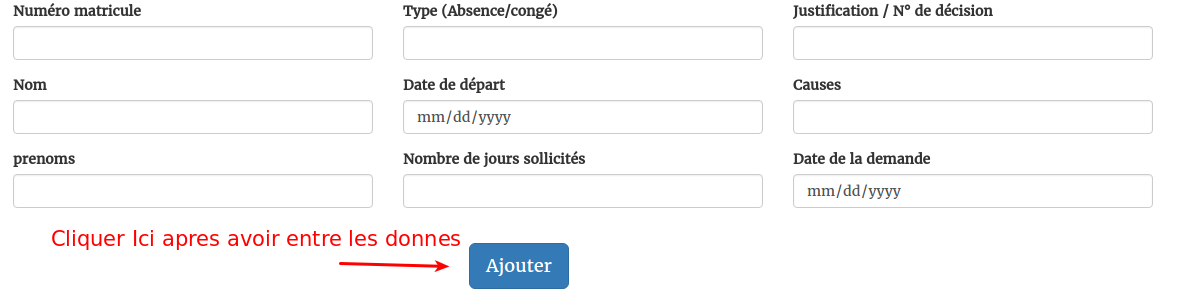 Numéro matricule
Type (Absence/congé)
Justification / N° de décision
Nom
Date de départ
mm/dd/yyyy
Causes
prenoms
Nombre de jours sollicités
Date de la demande
mm/dd/yyyy
Cliquer Ici apres avoir entre les donnes
Ajouter